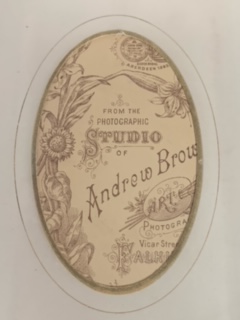 FROM THE
PHOTOGRAPHIC
STUDIO
OF
Andrew Brow
ART
PHOTOGRA
Vicar Stre